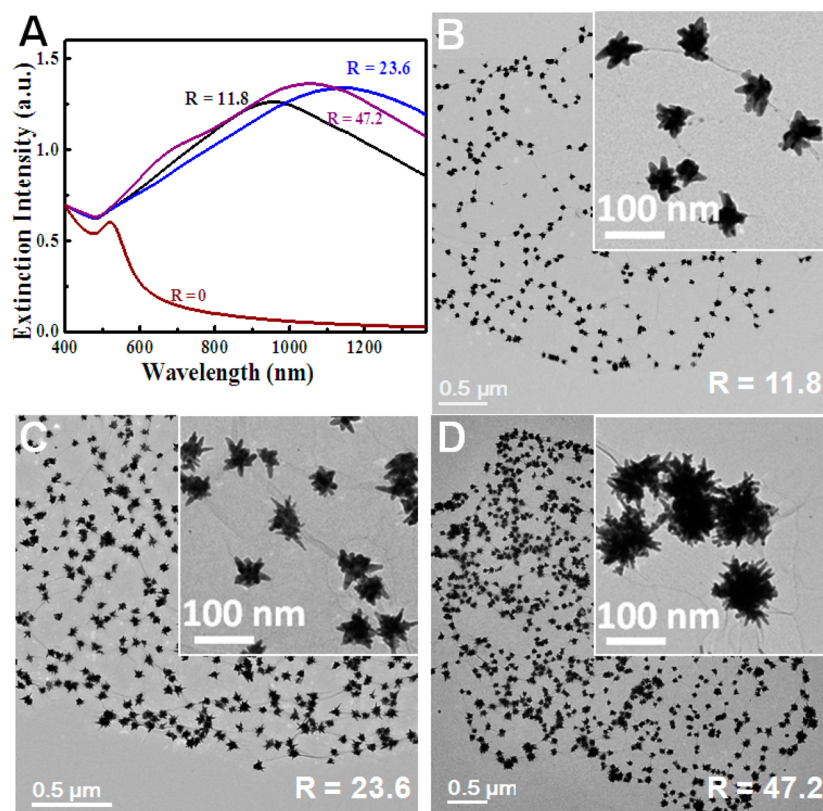 A
Extinction Intensity (a.u.)
1.5
1.0
0.5
0.0
R = 23.6
R = 11.8
R = 47.2
R = 0
400 600 800 1000 1200
Wavelength (nm)
B
100 nm
0.5 µm
R = 11.8
C
100 nm
0.5 µm
R = 23.6
D
100 nm
0.5 µm
R = 47.2